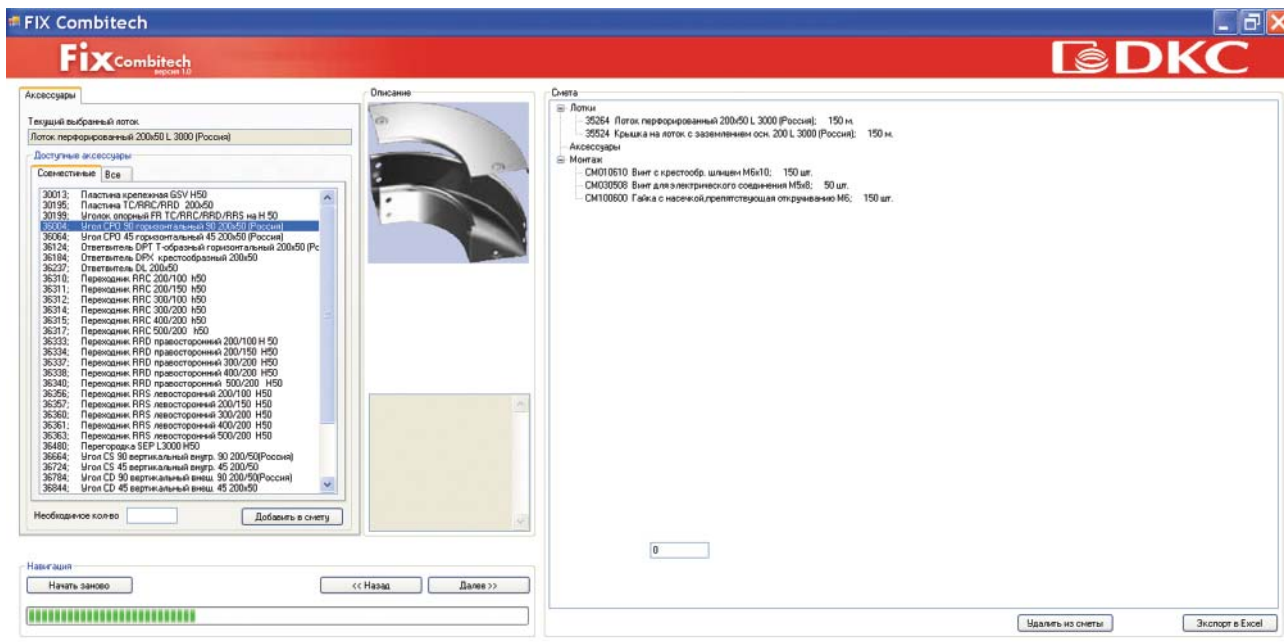 FIX Combitech
Fix Combitech
версия 1.0
DKC
Аксессуары
Текущий выбранный лоток
Лоток перфорированный 200x50 L 3000 (Россия)
Доступные аксессуары
Совместимые
Все
30013; Пластина крепежная GSV H50
30195; Пластина TC/RRC/RRD 200x50
30199; Уголок опорный FR TC/RRC/RRD/RRS на H 50
36004; Угол CPO 90 горизонтальный 90 200x50 (Россия)
36064; Угол CPO 45 горизонтальный 45 200x50 (Россия)
36124; Ответвитель DPT Т-образный горизонтальный 200x50 (Рс
36184; Ответвитель DPX крестообразный 200x50
36237; Ответвитель DL 200x50
36310; Переходник RRC 200/100 h50
36311; Переходник RRC 200/150 h50
36312; Переходник RRC 300/100 h50
36314; Переходник RRC 300/200 h50
36315; Переходник RRC 400/200 h50
36317; Переходник RRC 500/200 h50
36333; Переходник RRD правосторонний 200/100 H 50
36334; Переходник RRD правосторонний 200/150 H50
36337; Переходник RRD правосторонний 300/200 H50
36338; Переходник RRD правосторонний 400/200 H50
36340; Переходник RRD правосторонний 500/200 H50
36356; Переходник RRS левосторонний 200/100 H50
36357; Переходник RRS левосторонний 200/150 H50
36360; Переходник RRS левосторонний 300/200 H50
36361; Переходник RRS левосторонний 400/200 H50
36363; Переходник RRS левосторонний 500/200 H50
36480; Перегородка SEP L3000 H50
36664; Угол CS 90 вертикальный внутр. 90 200/50(Россия)
36724; Угол CS 45 вертикальный внутр. 45 200/50
36784; Угол CD 90 вертикальный внеш. 90 200/50(Россия)
36844; Угол CD 45 вертикальный внеш. 45 200x50
Необходимое кол-во
Добавить в смету
Описание
Смета
Лотки
35264 Лоток перфорированный 200x50 L 3000 (Россия); 150 м.
35524 Крышка на лоток с заземлением осн. 200 L 3000 (Россия); 150 м.
Аксессуары
Монтаж
CM010610 Винт с крестообр. шлицем M6x10; 150 шт.
CM030508 Винт для электрического соединения M5x8; 50 шт.
CM100600 Гайка с насечкой,препятствующая откручиванию M6; 150 шт.
0
Навигация
Начать заново
<< Назад
Далее >>
Удалить из сметы
Экспорт в Excel